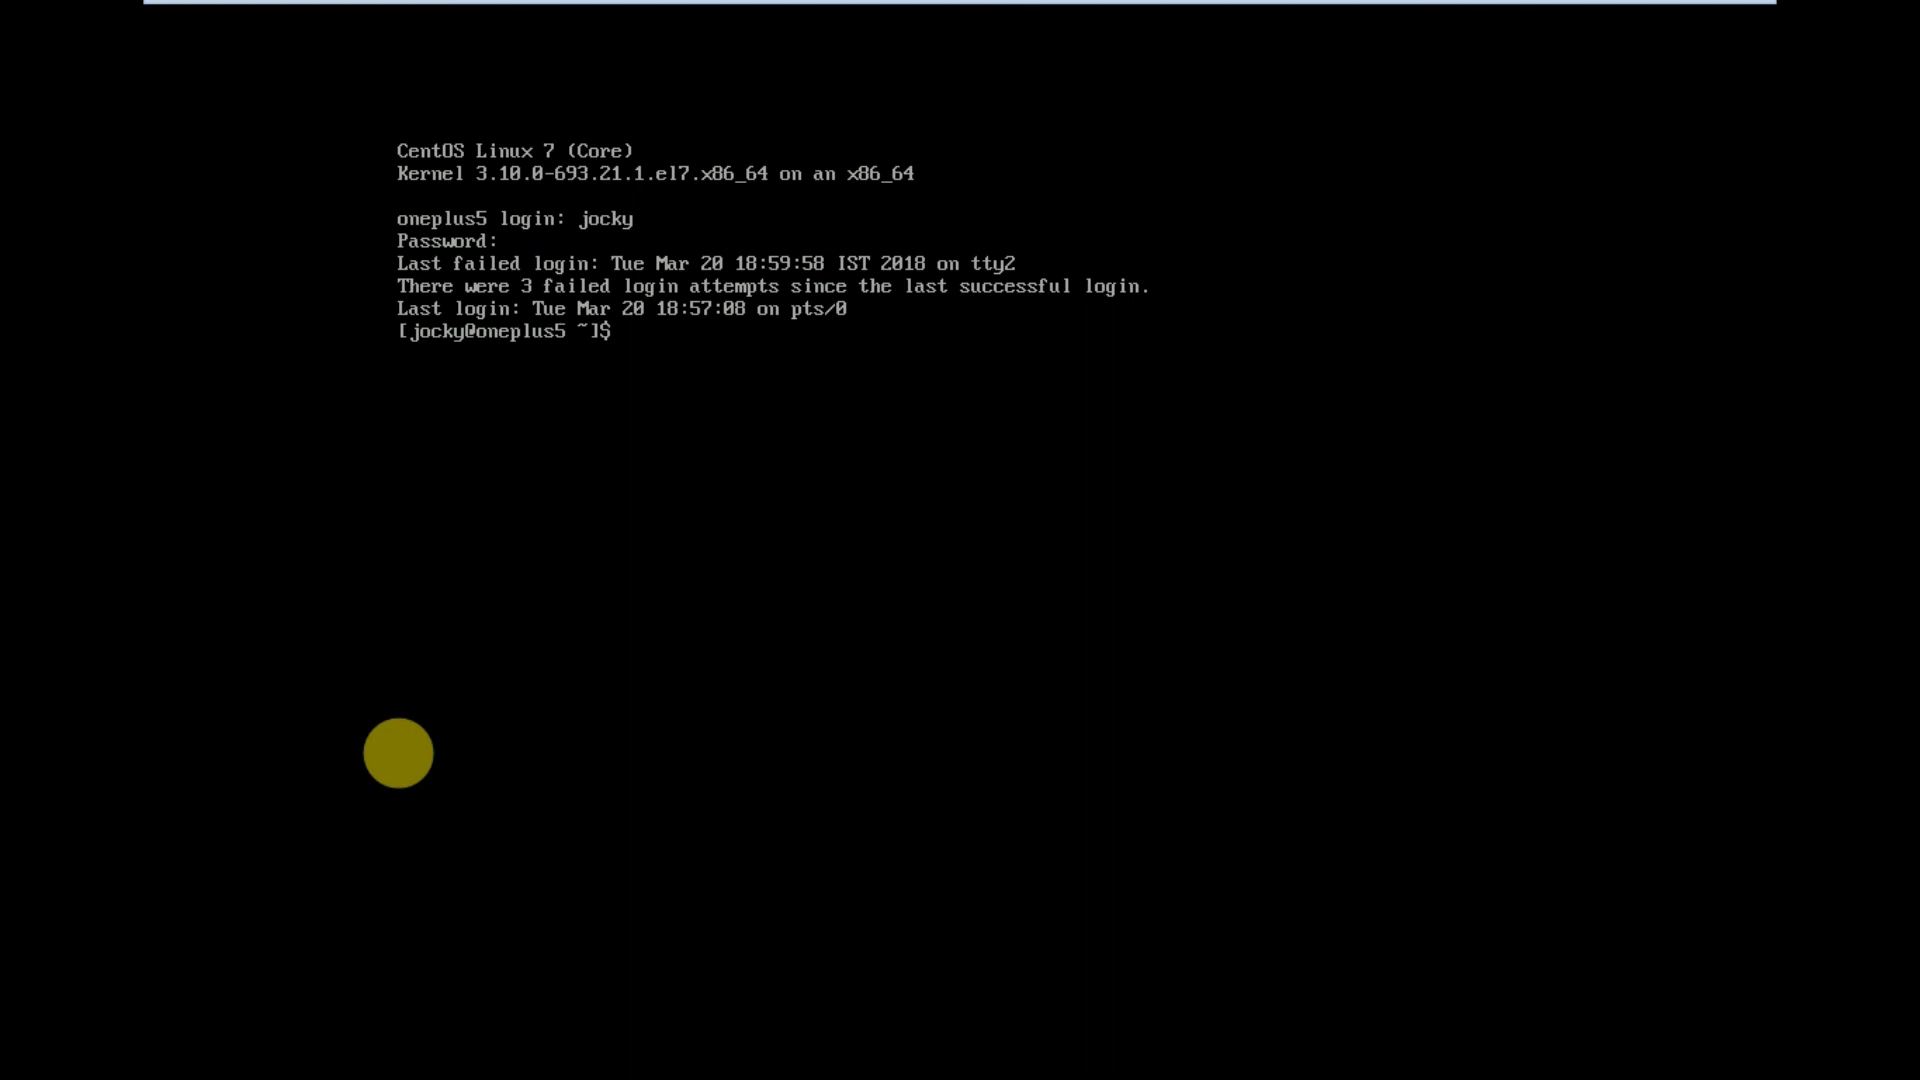 CentOS Linux 7 (Core)
Kernel 3.10.0-693.21.1.el7.x86_64 on an x86_64
oneplus5 login: jocky
Password:
Last failed login: Tue Mar 20 18:59:58 IST 2018 on tty2
There were 3 failed login attempts since the last successful login.
Last login: Tue Mar 20 18:57:08 on pts/0
[jocky@oneplus5 ~]$